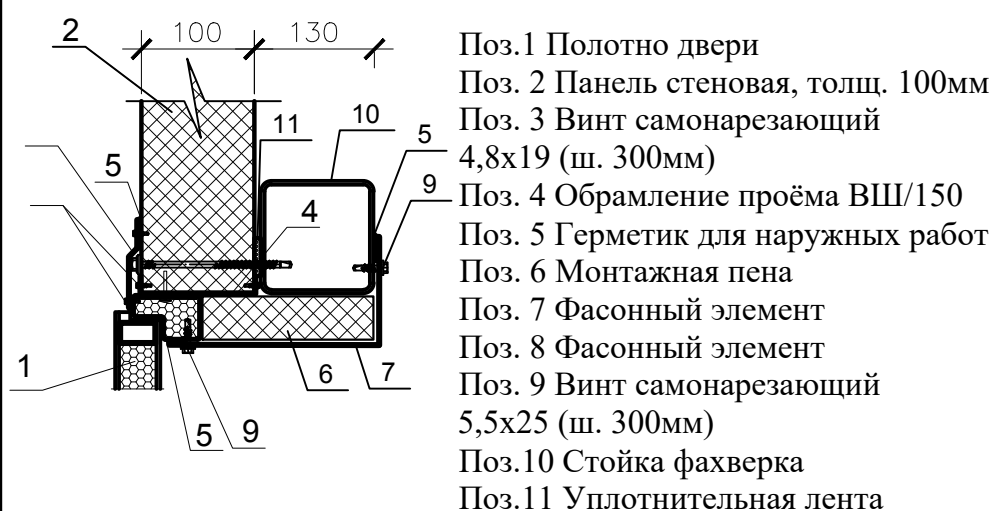 2
100
130
11
10
5
9
5
4
1
6
7
5
9
Поз.1 Полотно двери
Поз. 2 Панель стеновая, толщ. 100мм
Поз. 3 Винт самонарезающий
4,8х19 (ш. 300мм)
Поз. 4 Обрамление проёма ВШ/150
Поз. 5 Герметик для наружных работ
Поз. 6 Монтажная пена
Поз. 7 Фасонный элемент
Поз. 8 Фасонный элемент
Поз. 9 Винт самонарезающий
5,5х25 (ш. 300мм)
Поз.10 Стойка фахверка
Поз.11 Уплотнительная лента